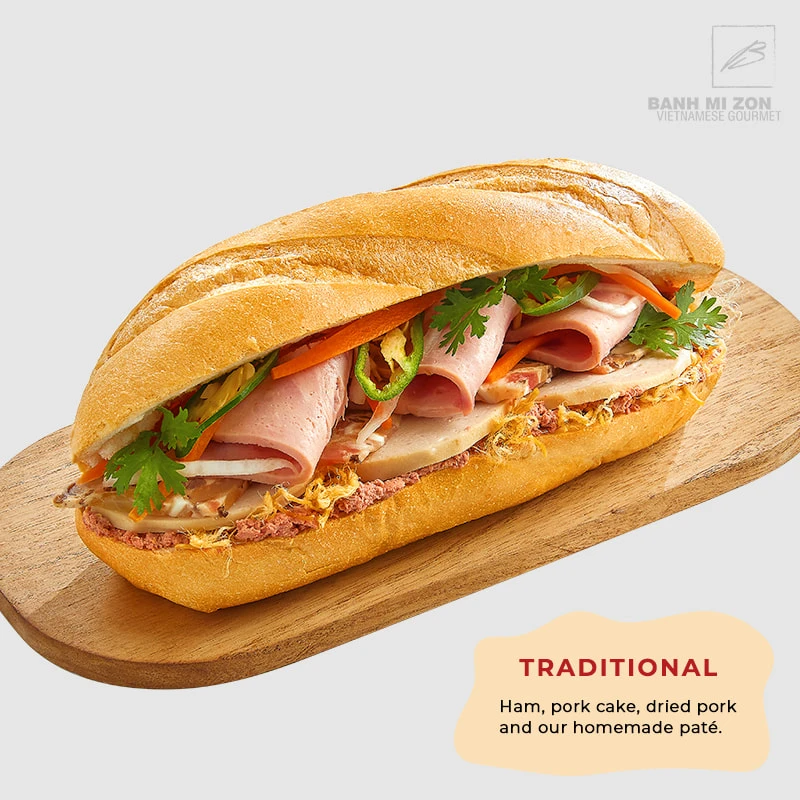 BANH MI ZON
VIETNAMESE GOURMET
TRADITIONAL
Ham, pork cake, dried pork
and our homemade paté.